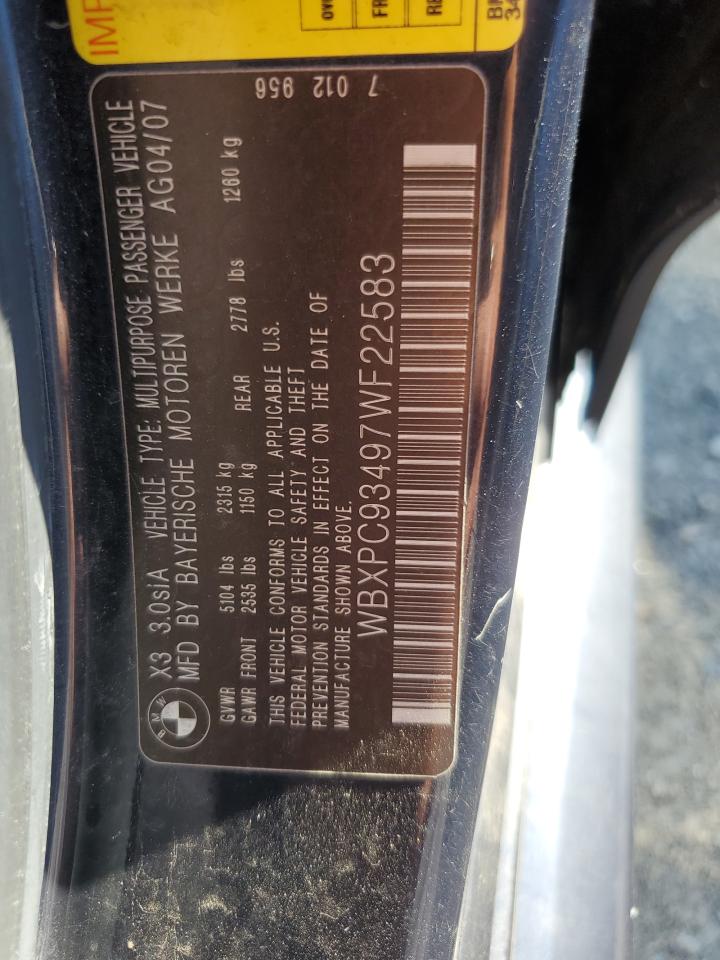 IMP
X3 3.0SIA VEHICLE TYPE: MULTIPURPOSE PASSENGER VEHICLE
MFD BY BAYERISCHE MOTOREN WERKE AG04/07
BMW
GVWR 5104 lbs 2315 kg
GAWR FRONT 2535 lbs 1150 kg REAR 2778 lbs 1260 kg
THIS VEHICLE CONFORMS TO ALL APPLICABLE U.S.
FEDERAL MOTOR VEHICLE SAFETY AND THEFT
PREVENTION STANDARDS IN EFFECT ON THE DATE OF
MANUFACTURE SHOWN ABOVE.
WBXPC93497WF22583
7 012 956